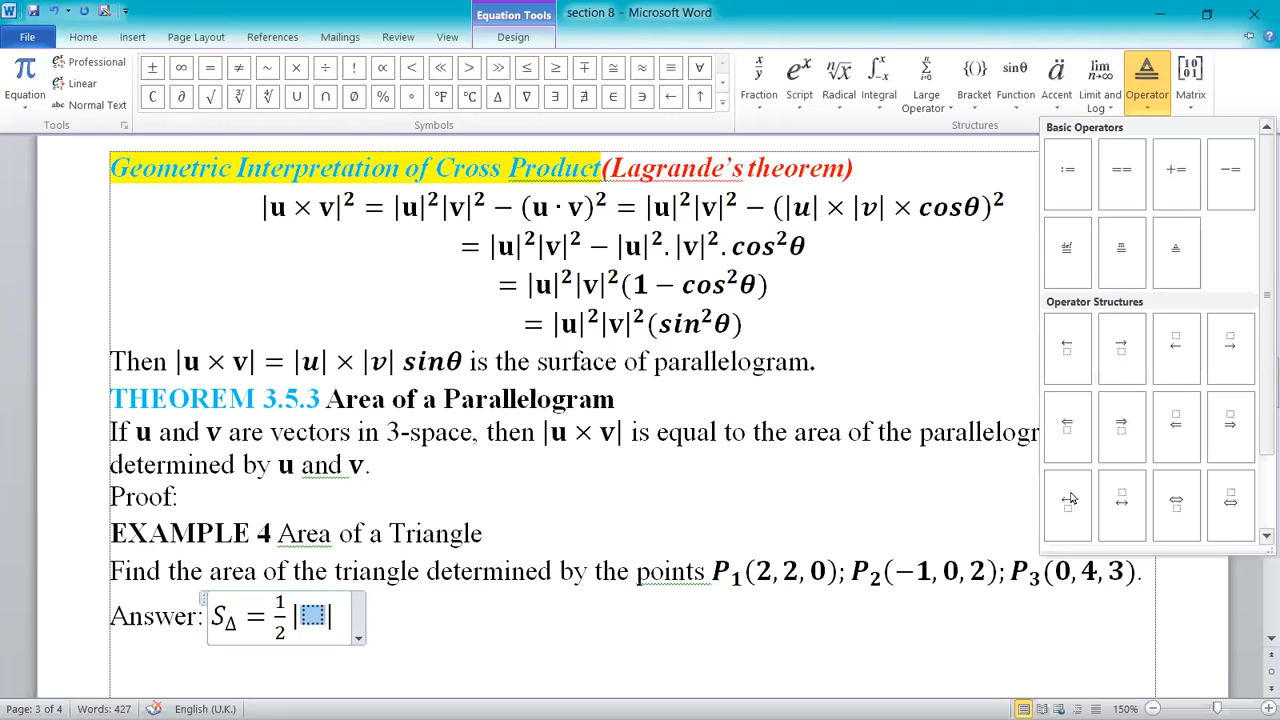 section 8 - Microsoft Word
Equation Tools
File Home Insert Page Layout References Mailings Review View Design
π Equation
Professional
Linear
abc Normal Text
Tools
± ∞ = ≠ ~ × ÷ ! ∝ < ≪ > ≫ ≤ ≥ ∓ ≅ ≈ ≡ ∀
∁ ∂ √ ∛ ∜ ∪ ∩ ∅ % ° °F °C ∆ ∇ ∃ ∄ ∈ ∋ ← ↑
Symbols
Fraction Script Radical Integral Large Operator Bracket Function Accent Limit and Log Operator Matrix
Structures
Basic Operators
:= == += -=
Operator Structures
Geometric Interpretation of Cross Product(Lagrande's theorem)
|u × v|² = |u|²|v|² − (u · v)² = |u|²|v|² − (|u| × |v| × cosθ)²
= |u|²|v|² − |u|².|v|².cos²θ
= |u|²|v|²(1 − cos²θ)
= |u|²|v|²(sin²θ)
Then |u × v| = |u| × |v| sinθ is the surface of parallelogram.
THEOREM 3.5.3 Area of a Parallelogram
If u and v are vectors in 3-space, then |u × v| is equal to the area of the parallelogr
determined by u and v.
Proof:
EXAMPLE 4 Area of a Triangle
Find the area of the triangle determined by the points P₁(2, 2, 0); P₂(−1, 0, 2); P₃(0, 4, 3).
Answer: S_Δ = 1/2 | |
Page: 3 of 4 Words: 427 English (U.K.) 150%